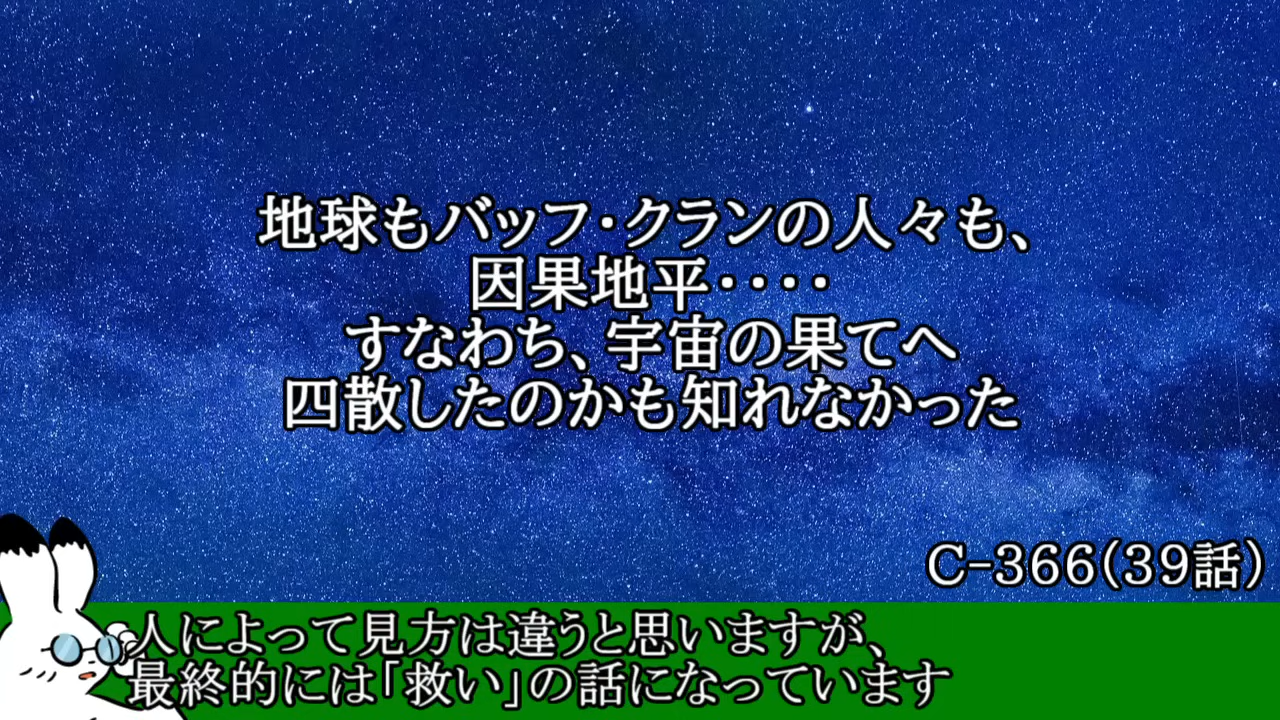 地球もバッフ・クランの人々も、
因果地平・・・・
すなわち、宇宙の果てへ
四散したのかも知れなかった
C-366(39話)
人によって見方は違うと思いますが、
最終的には「救い」の話になっています